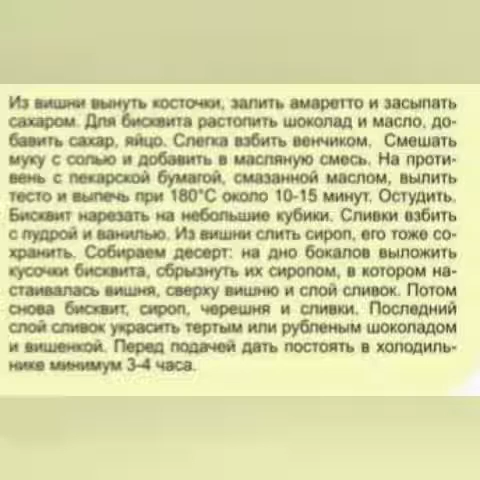 Из вишни вынуть косточки, залить амаретто и засыпать
сахаром. Для бисквита растопить шоколад и масло, до-
бавить сахар, яйцо. Слегка взбить венчиком. Смешать
муку с солью и добавить в масляную смесь. На проти-
вень с пекарской бумагой, смазанной маслом, вылить
тесто и выпечь при 180°С около 10-15 минут. Остудить.
Бисквит нарезать на небольшие кубики. Сливки взбить
с пудрой и ванилью. Из вишни слить сироп, его тоже со-
хранить. Собираем десерт: на дно бокалов выложить
кусочки бисквита, сбрызнуть их сиропом, в котором на-
стаивалась вишня, сверху вишню и слой сливок. Потом
снова бисквит, сироп, черешня и сливки. Последний
слой сливок украсить тертым или рубленым шоколадом
и вишенкой. Перед подачей дать постоять в холодиль-
нике минимум 3-4 часа.